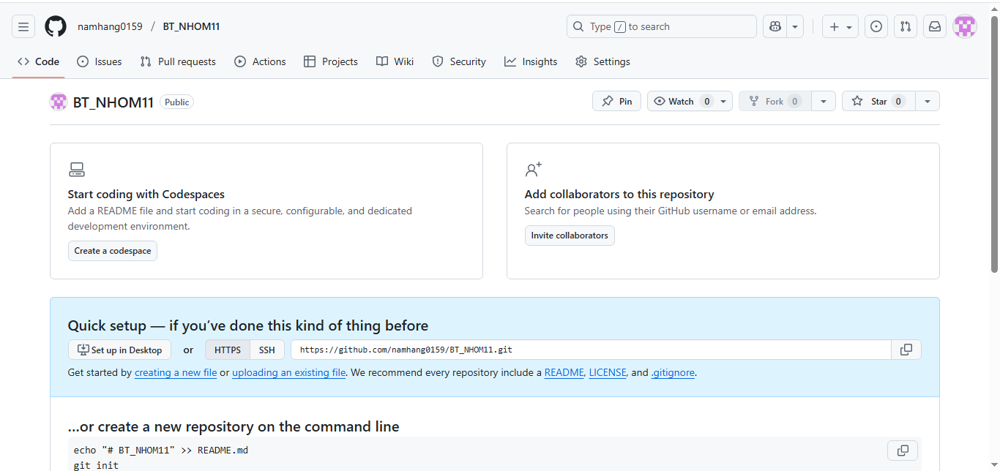 namhang0159 / BT_NHOM11
Type / to search
Code Issues Pull requests Actions Projects Wiki Security Insights Settings
BT_NHOM11 Public
Pin Watch 0 Fork 0 Star 0
Start coding with Codespaces
Add a README file and start coding in a secure, configurable, and dedicated
development environment.
Create a codespace
Add collaborators to this repository
Search for people using their GitHub username or email address.
Invite collaborators
Quick setup — if you’ve done this kind of thing before
Set up in Desktop or HTTPS SSH https://github.com/namhang0159/BT_NHOM11.git
Get started by creating a new file or uploading an existing file. We recommend every repository include a README, LICENSE, and .gitignore.
…or create a new repository on the command line
echo "# BT_NHOM11" >> README.md
git init